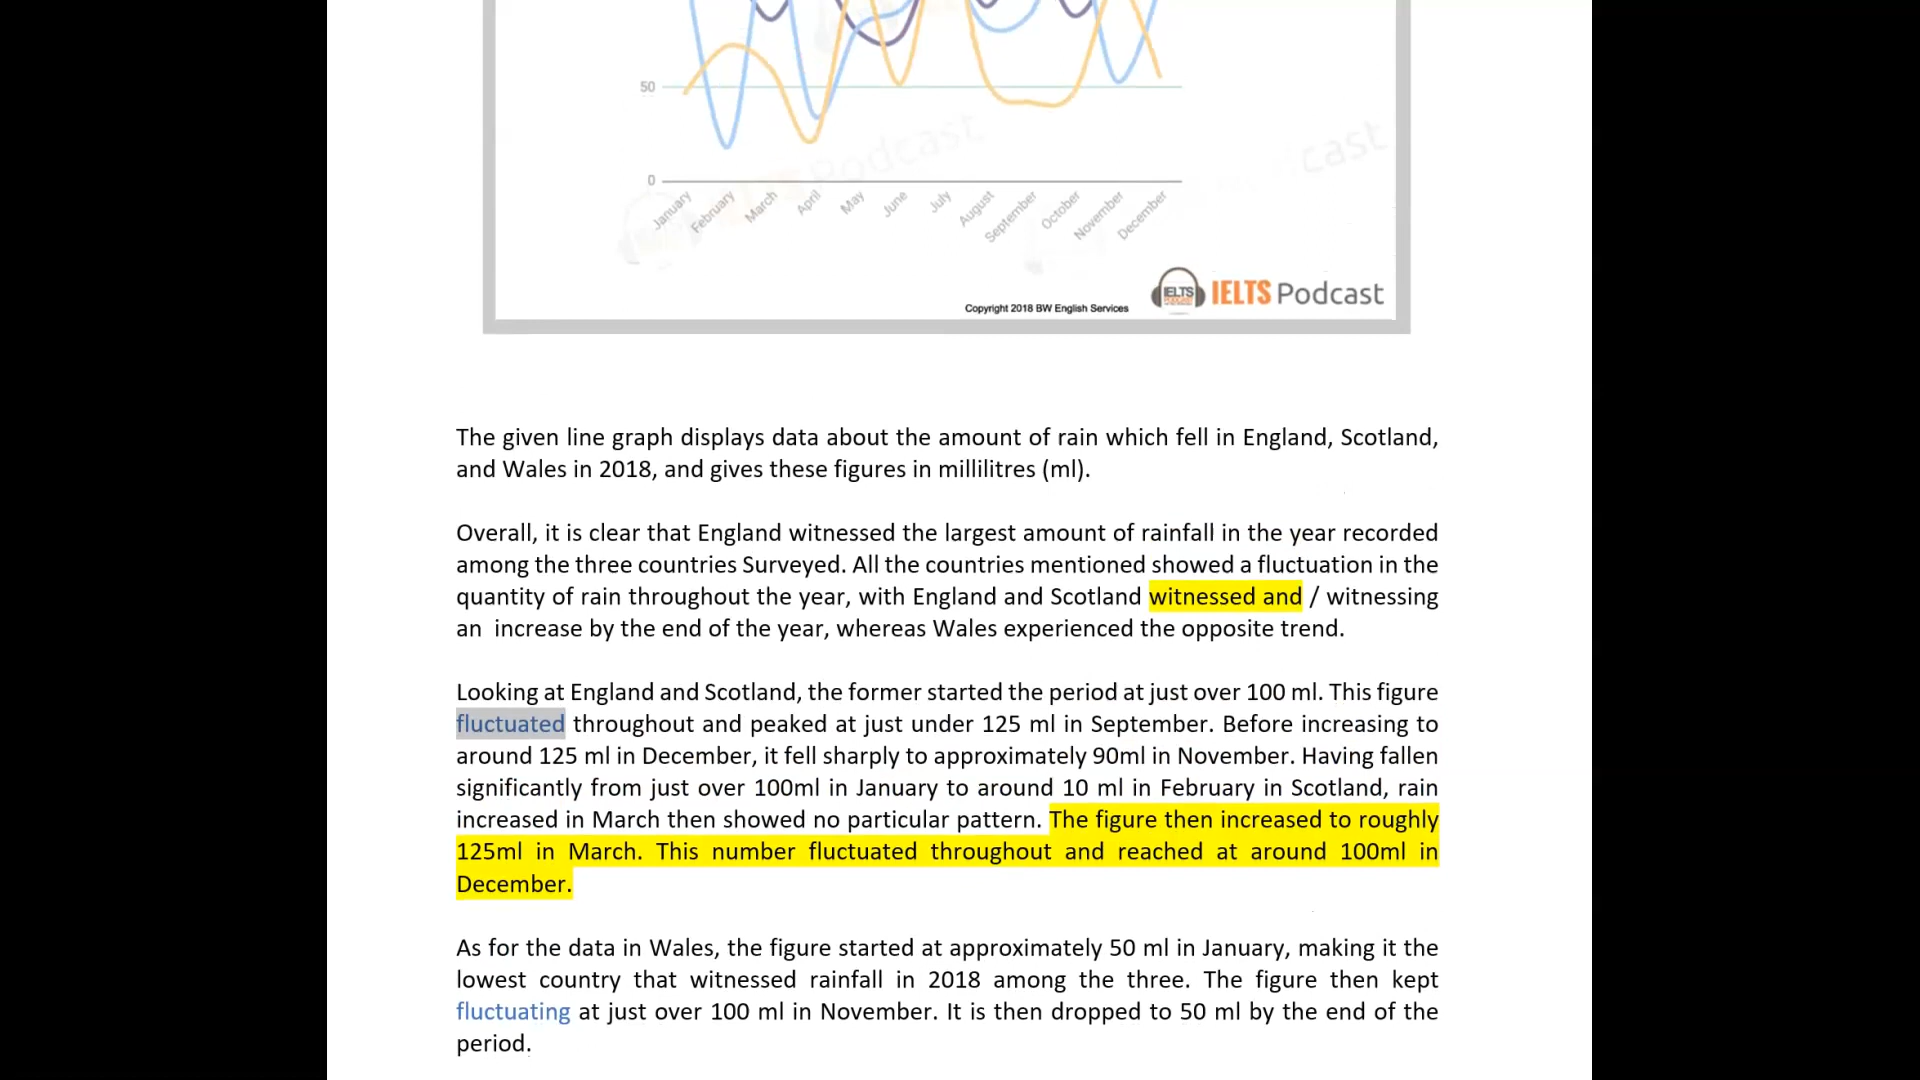 50
0
January
February
March
April
May
June
July
August
September
October
November
December
Podcast
cast
IELTS
IELTS Podcast
Copyright 2018 BW English Services
The given line graph displays data about the amount of rain which fell in England, Scotland,
and Wales in 2018, and gives these figures in millilitres (ml).
Overall, it is clear that England witnessed the largest amount of rainfall in the year recorded
among the three countries Surveyed. All the countries mentioned showed a fluctuation in the
quantity of rain throughout the year, with England and Scotland witnessed and / witnessing
an increase by the end of the year, whereas Wales experienced the opposite trend.
Looking at England and Scotland, the former started the period at just over 100 ml. This figure
fluctuated throughout and peaked at just under 125 ml in September. Before increasing to
around 125 ml in December, it fell sharply to approximately 90ml in November. Having fallen
significantly from just over 100ml in January to around 10 ml in February in Scotland, rain
increased in March then showed no particular pattern. The figure then increased to roughly
125ml in March. This number fluctuated throughout and reached at around 100ml in
December.
As for the data in Wales, the figure started at approximately 50 ml in January, making it the
lowest country that witnessed rainfall in 2018 among the three. The figure then kept
fluctuating at just over 100 ml in November. It is then dropped to 50 ml by the end of the
period.